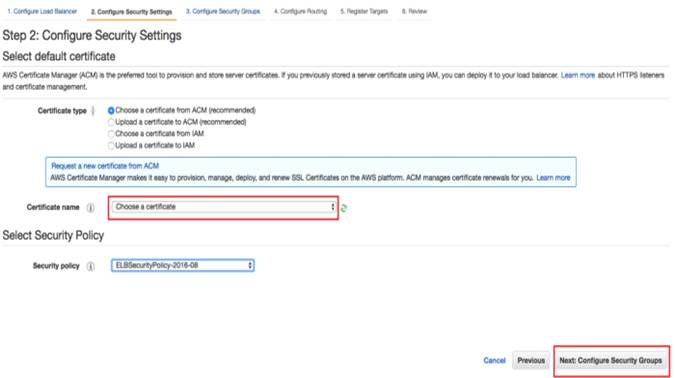 1. Configure Load Balancer 2. Configure Security Settings 3. Configure Security Groups 4. Configure Routing 5. Register Targets 6. Review
Step 2: Configure Security Settings
Select default certificate
AWS Certificate Manager (ACM) is the preferred tool to provision and store server certificates. If you previously stored a server certificate using IAM, you can deploy it to your load balancer. Learn more about HTTPS listeners
and certificate management.
Certificate type i Choose a certificate from ACM (recommended)
Upload a certificate to ACM (recommended)
Choose a certificate from IAM
Upload a certificate to IAM
Request a new certificate from ACM
AWS Certificate Manager makes it easy to provision, manage, deploy, and renew SSL Certificates on the AWS platform. ACM manages certificate renewals for you. Learn more
Certificate name i Choose a certificate
Select Security Policy
Security policy i ELBSecurityPolicy-2016-08
Cancel Previous Next: Configure Security Groups